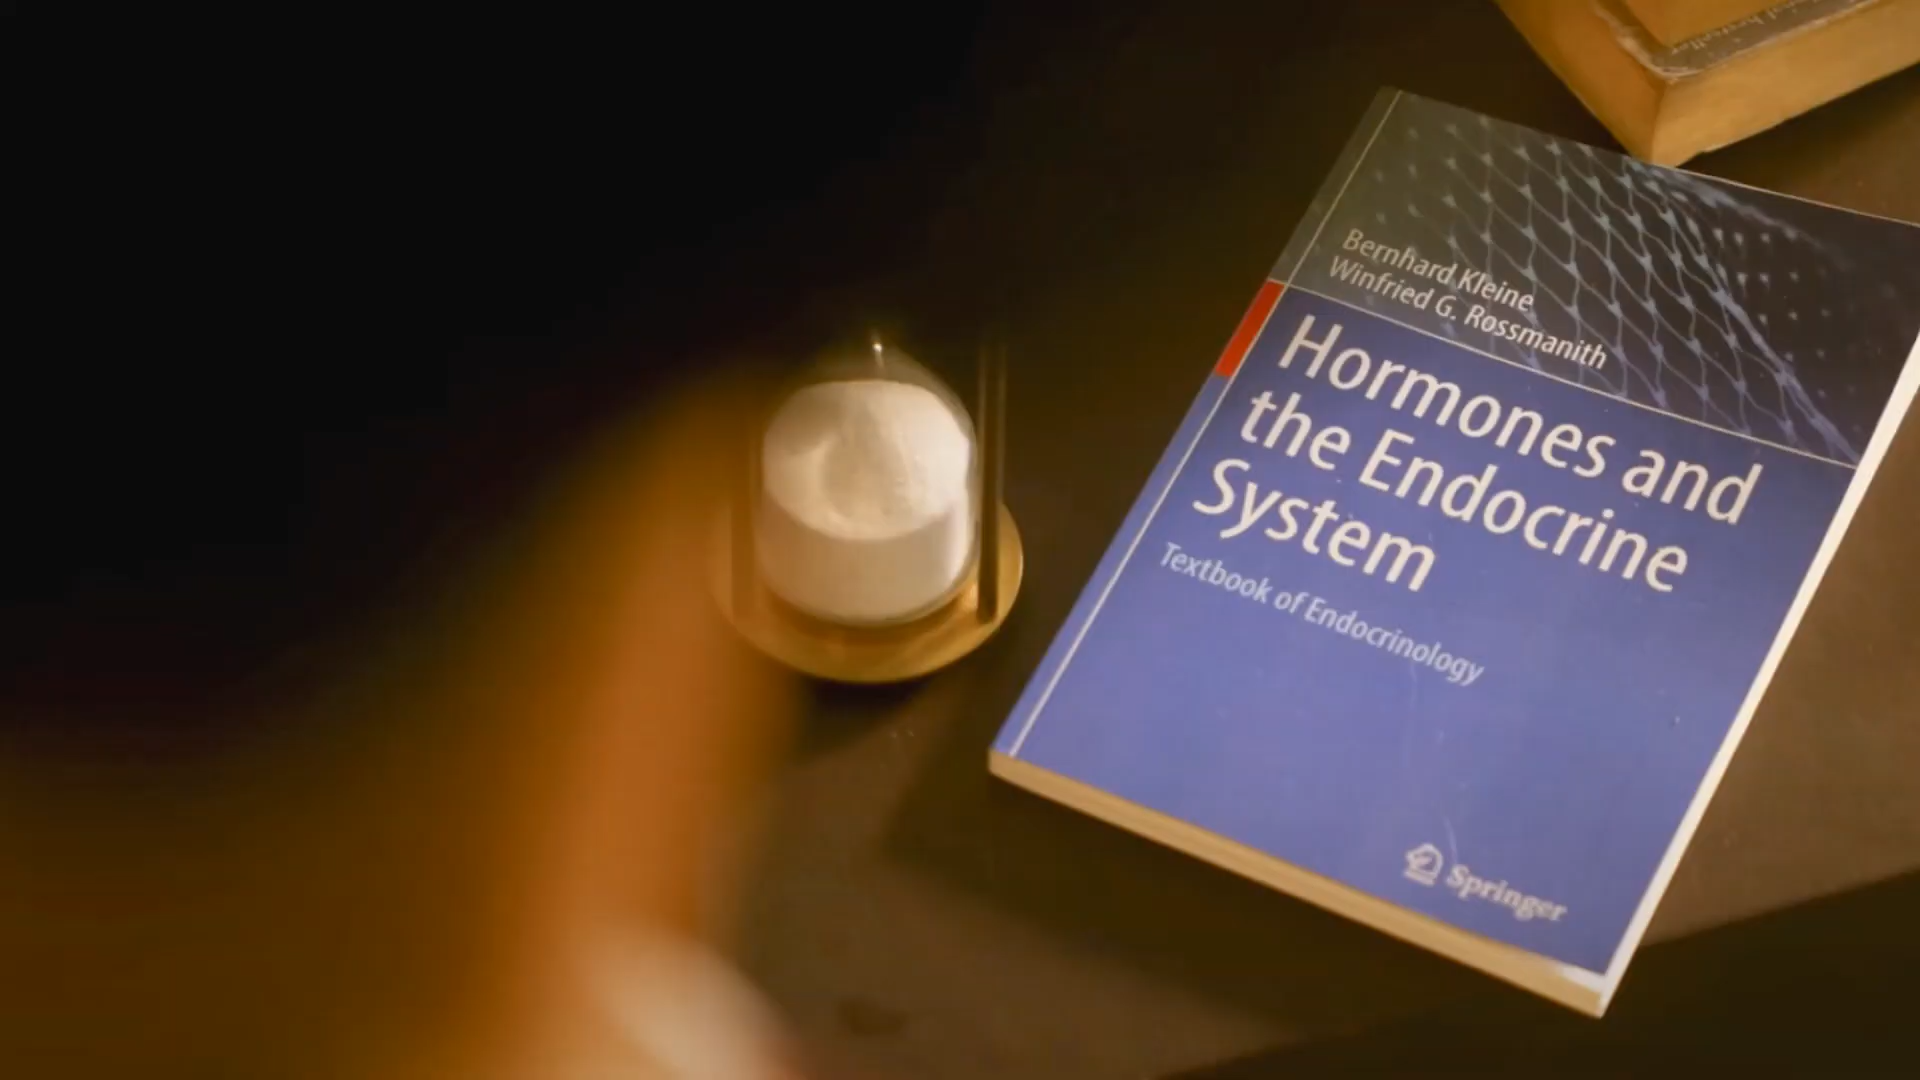 Bernhard Kleine
Winfried G. Rossmanith
Hormones and
the Endocrine
System
Textbook of Endocrinology
Springer